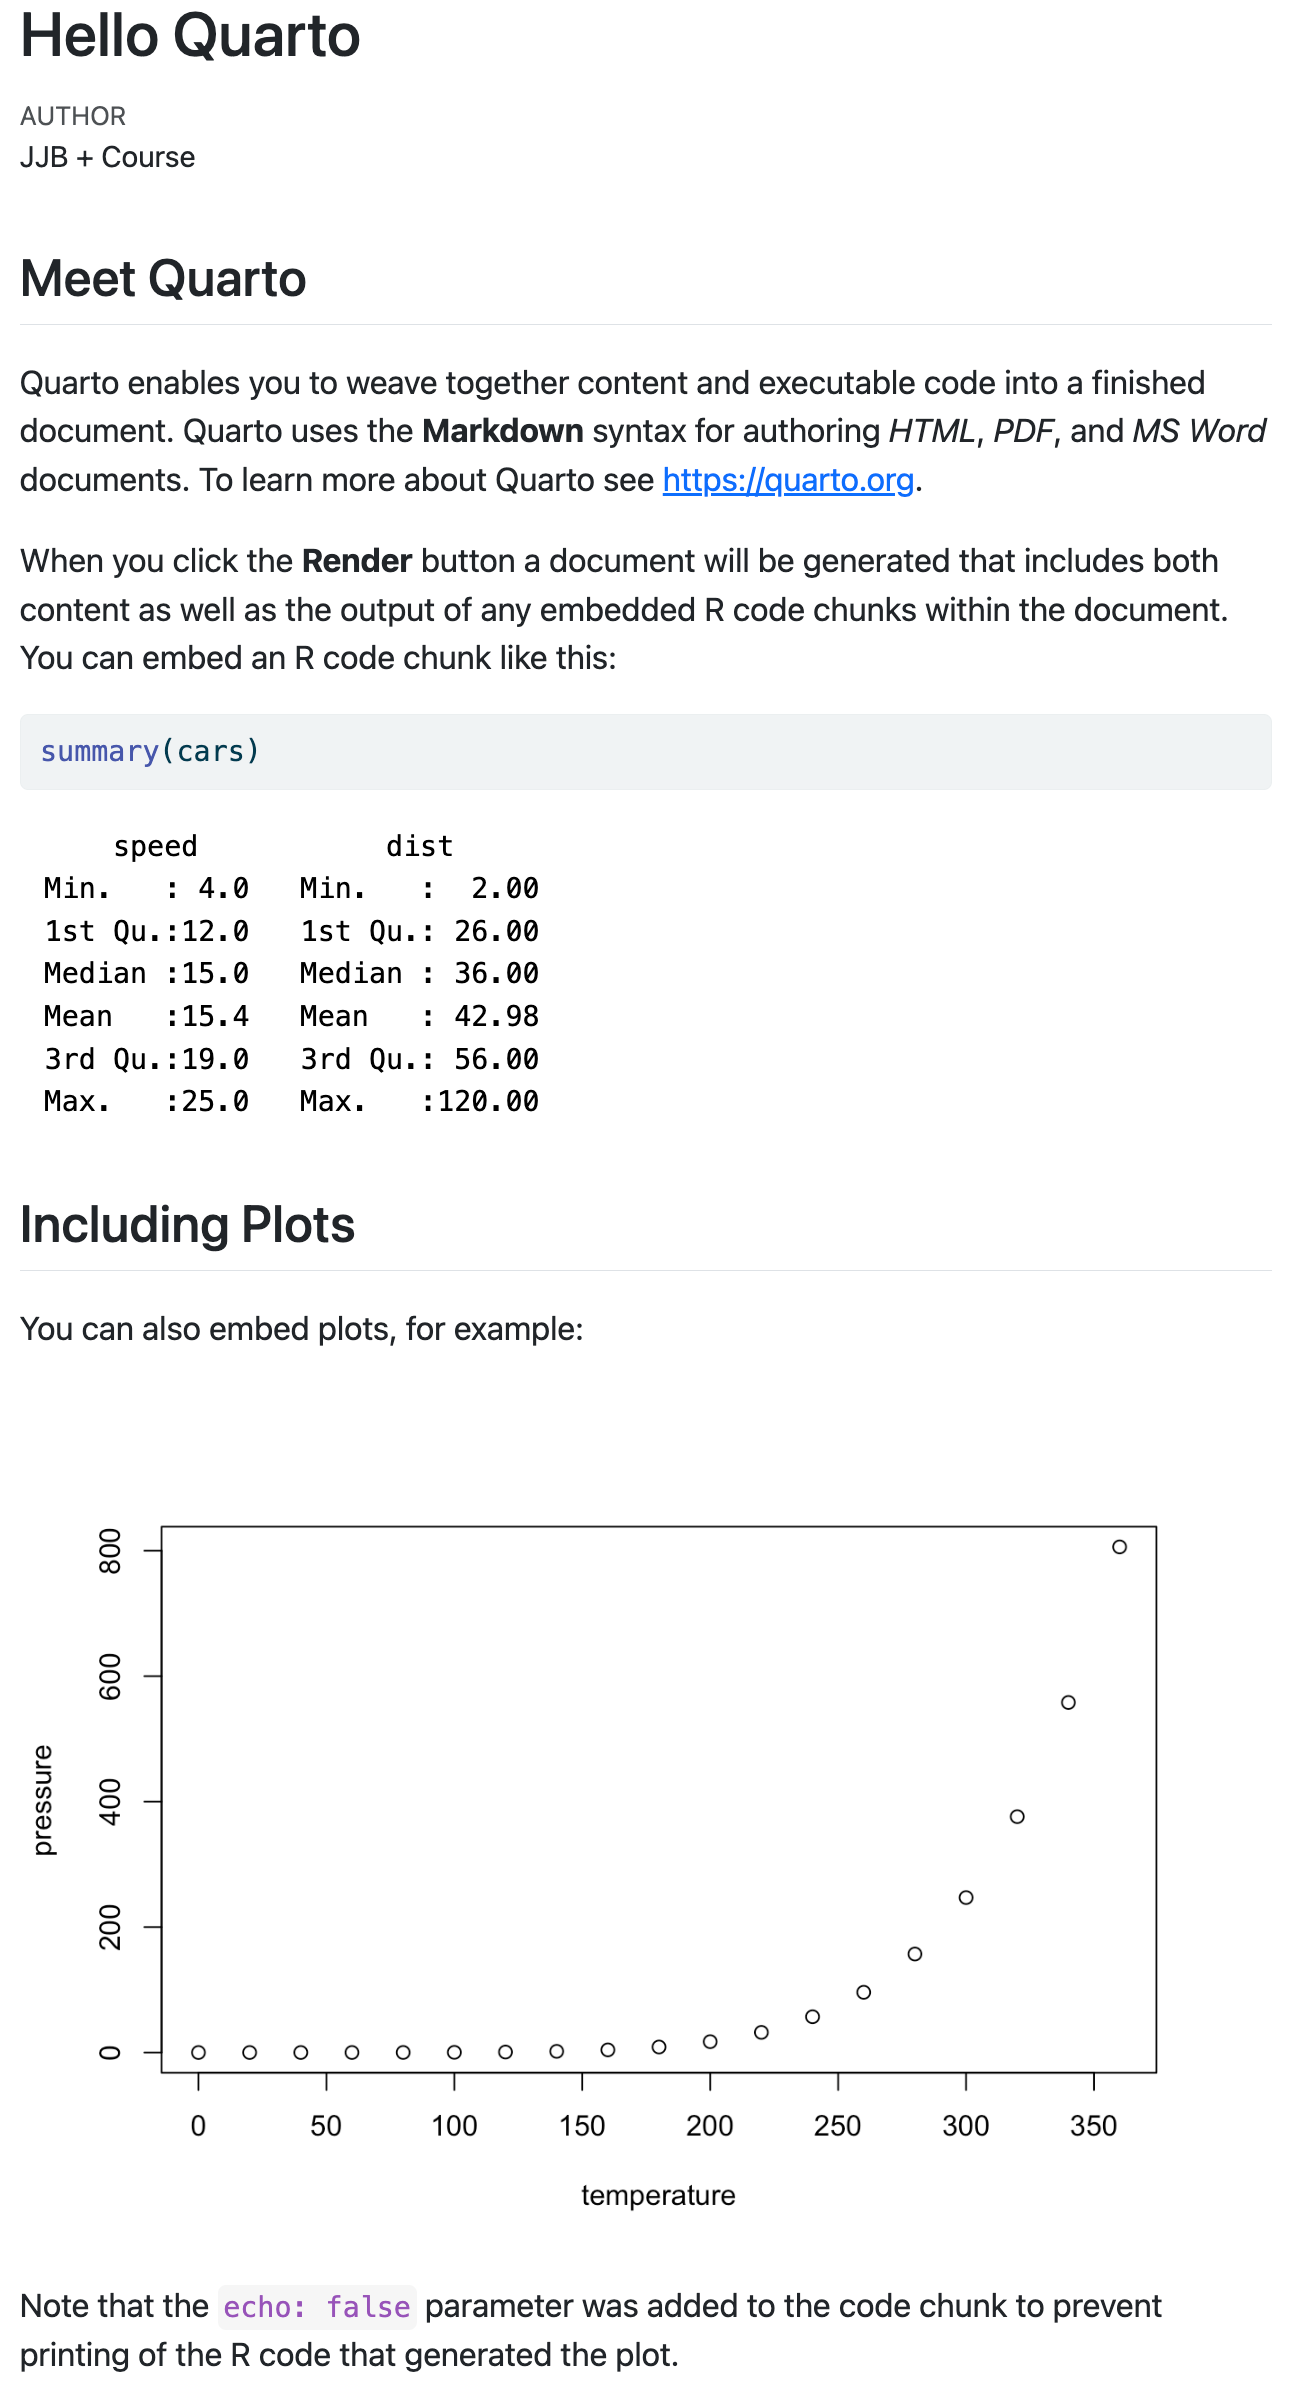 Hello Quarto
AUTHOR
JJB + Course
Meet Quarto
Quarto enables you to weave together content and executable code into a finished
document. Quarto uses the Markdown syntax for authoring HTML, PDF, and MS Word
documents. To learn more about Quarto see https://quarto.org.
When you click the Render button a document will be generated that includes both
content as well as the output of any embedded R code chunks within the document.
You can embed an R code chunk like this:
summary(cars)
speed dist
Min. : 4.0 Min. : 2.00
1st Qu.:12.0 1st Qu.: 26.00
Median :15.0 Median : 36.00
Mean :15.4 Mean : 42.98
3rd Qu.:19.0 3rd Qu.: 56.00
Max. :25.0 Max. :120.00
Including Plots
You can also embed plots, for example:
800
600
400
200
0
pressure
0 50 100 150 200 250 300 350
temperature
Note that the echo: false parameter was added to the code chunk to prevent
printing of the R code that generated the plot.